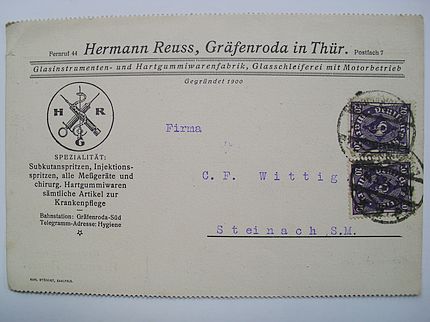 Fernruf 44 Hermann Reuss, Gräfenroda in Thür. Postfach 7
Glasinstrumenten- und Hartgummiwarenfabrik, Glasschleiferei mit Motorbetrieb
Gegründet 1900
H R
G
SPEZIALITÄT:
Subkutanspritzen, Injektions-
spritzen, alle Meßgeräte und
chirurg. Hartgummiwaren
sämtliche Artikel zur
Krankenpflege
Bahnstation: Gräfenroda-Süd
Telegramm-Adresse: Hygiene
Firma
C. F. Wittig
Steinach S.M.